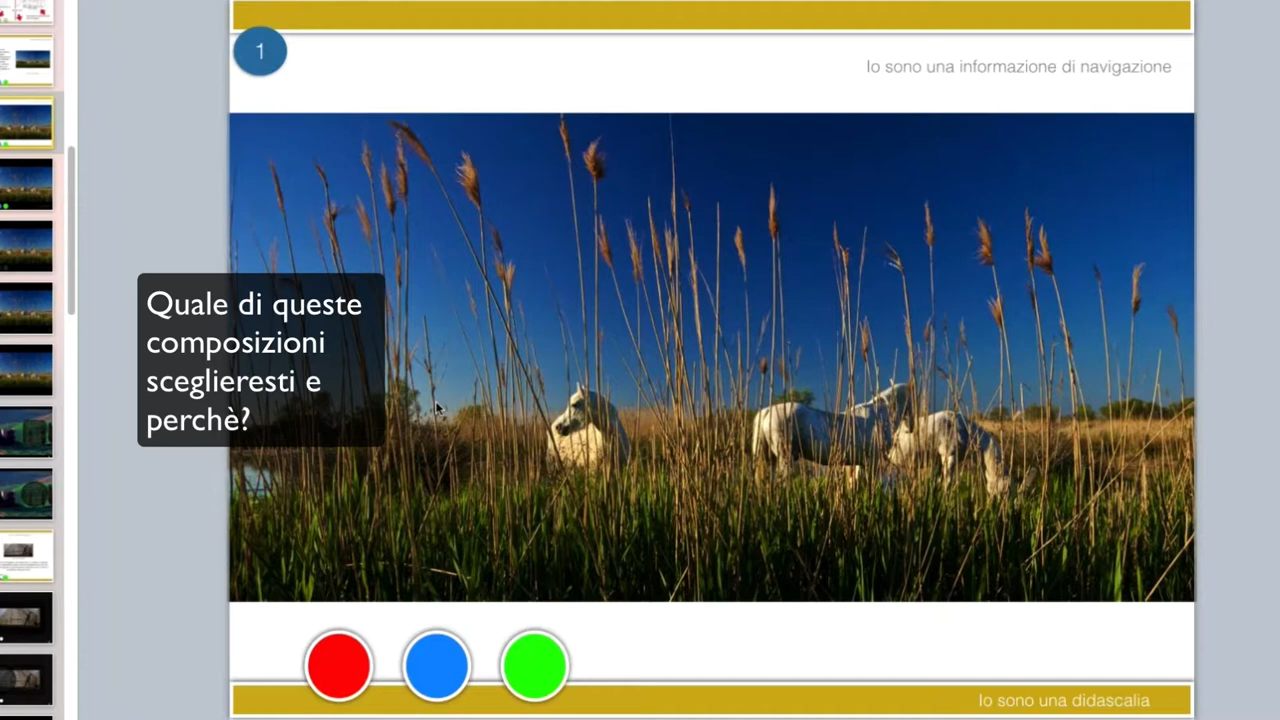 1
Io sono una informazione di navigazione
Quale di queste
composizioni
sceglieresti e
perchè?
Io sono una didascalia